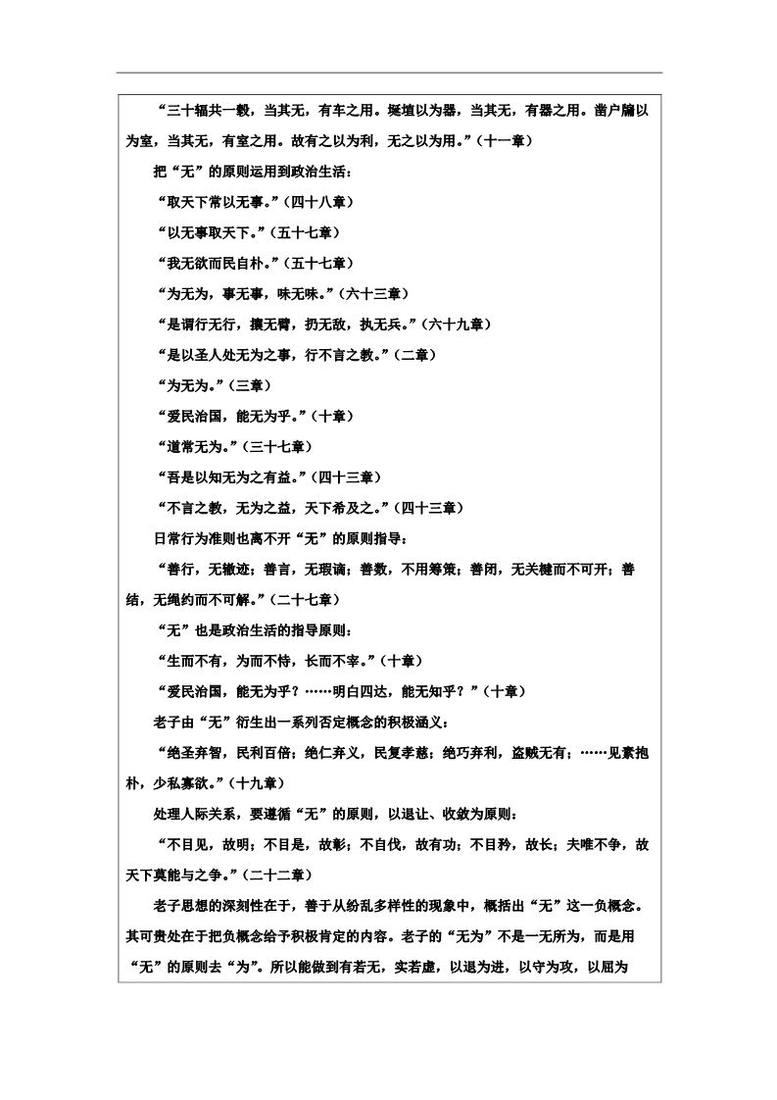 “三十辐共一毂，当其无，有车之用。埏埴以为器，当其无，有器之用。凿户牖以
为室，当其无，有室之用。故有之以为利，无之以为用。”（十一章）
把“无”的原则运用到政治生活：
“取天下常以无事。”（四十八章）
“以无事取天下。”（五十七章）
“我无欲而民自朴。”（五十七章）
“为无为，事无事，味无味。”（六十三章）
“是谓行无行，攘无臂，扔无敌，执无兵。”（六十九章）
“是以圣人处无为之事，行不言之教。”（二章）
“为无为。”（三章）
“爱民治国，能无为乎。”（十章）
“道常无为。”（三十七章）
“吾是以知无为之有益。”（四十三章）
“不言之教，无为之益，天下希及之。”（四十三章）
日常行为准则也离不开“无”的原则指导：
“善行，无辙迹；善言，无瑕谪；善数，不用筹策；善闭，无关楗而不可开；善
结，无绳约而不可解。”（二十七章）
“无”也是政治生活的指导原则：
“生而不有，为而不恃，长而不宰。”（十章）
“爱民治国，能无为乎？……明白四达，能无知乎？”（十章）
老子由“无”衍生出一系列否定概念的积极涵义：
“绝圣弃智，民利百倍；绝仁弃义，民复孝慈；绝巧弃利，盗贼无有；……见素抱
朴，少私寡欲。”（十九章）
处理人际关系，要遵循“无”的原则，以退让、收敛为原则：
“不目见，故明；不目是，故彰；不自伐，故有功；不目矜，故长；夫唯不争，故
天下莫能与之争。”（二十二章）
老子思想的深刻性在于，善于从纷乱多样性的现象中，概括出“无”这一负概念。
其可贵处在于把负概念给予积极肯定的内容。老子的“无为”不是一无所为，而是用
“无”的原则去“为”。所以能做到有若无，实若虚，以退为进，以守为攻，以屈为